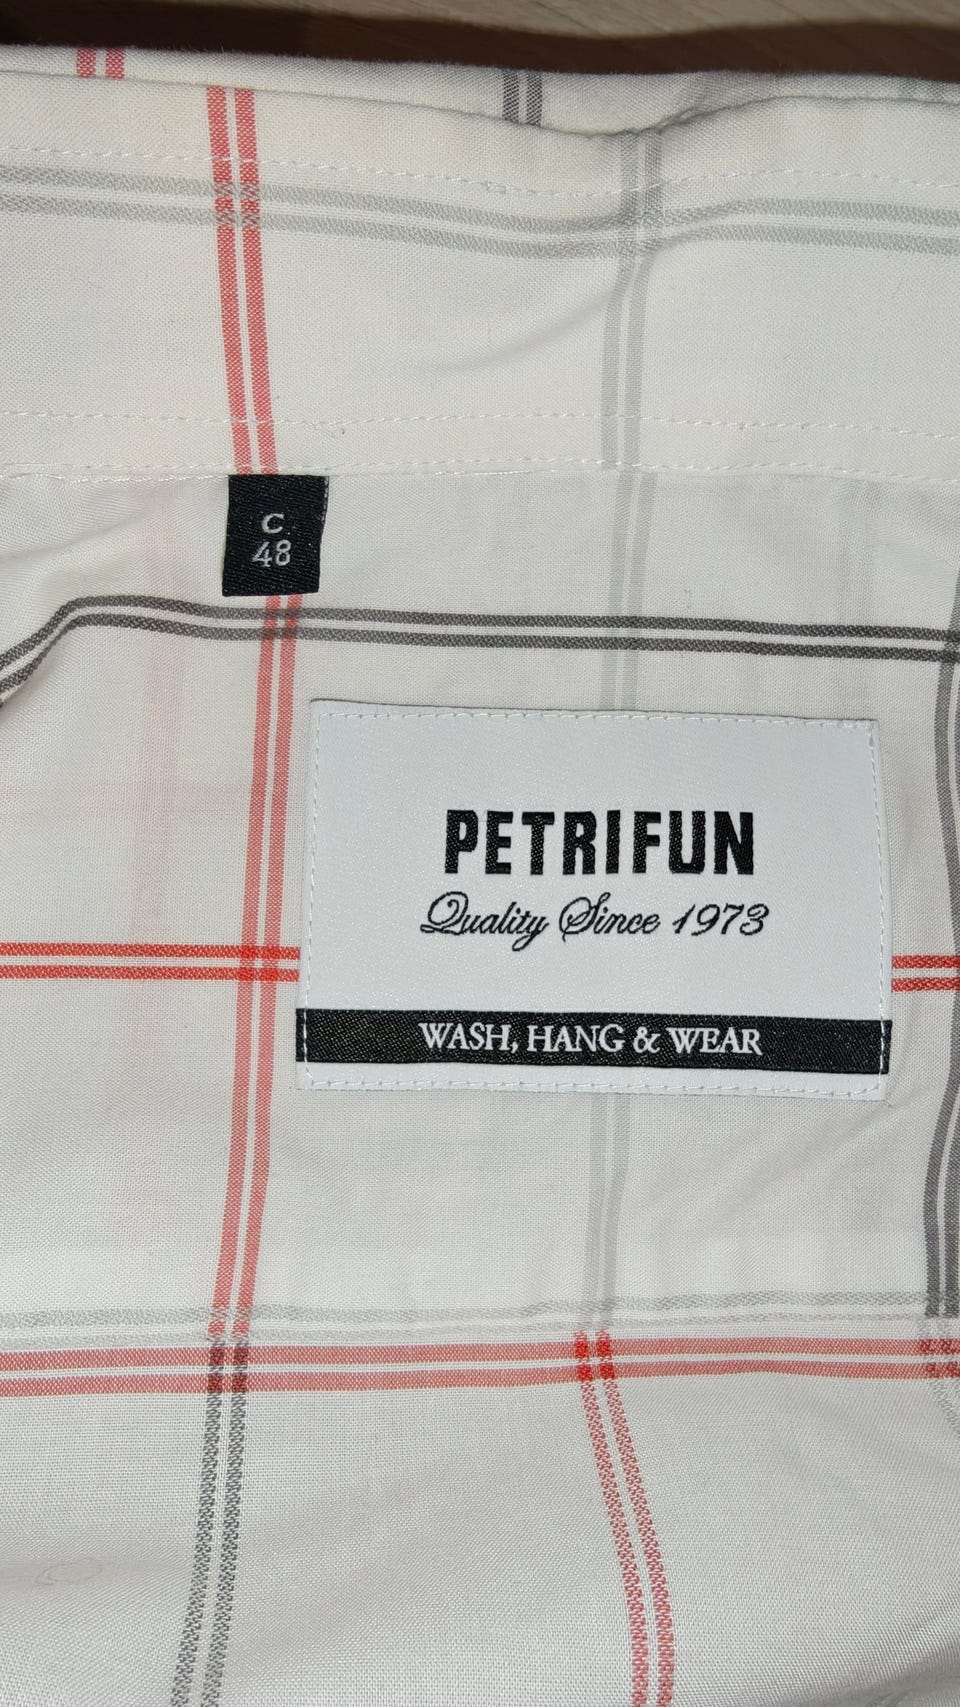 C
48
PETRIFUN
Quality Since 1973
WASH, HANG & WEAR